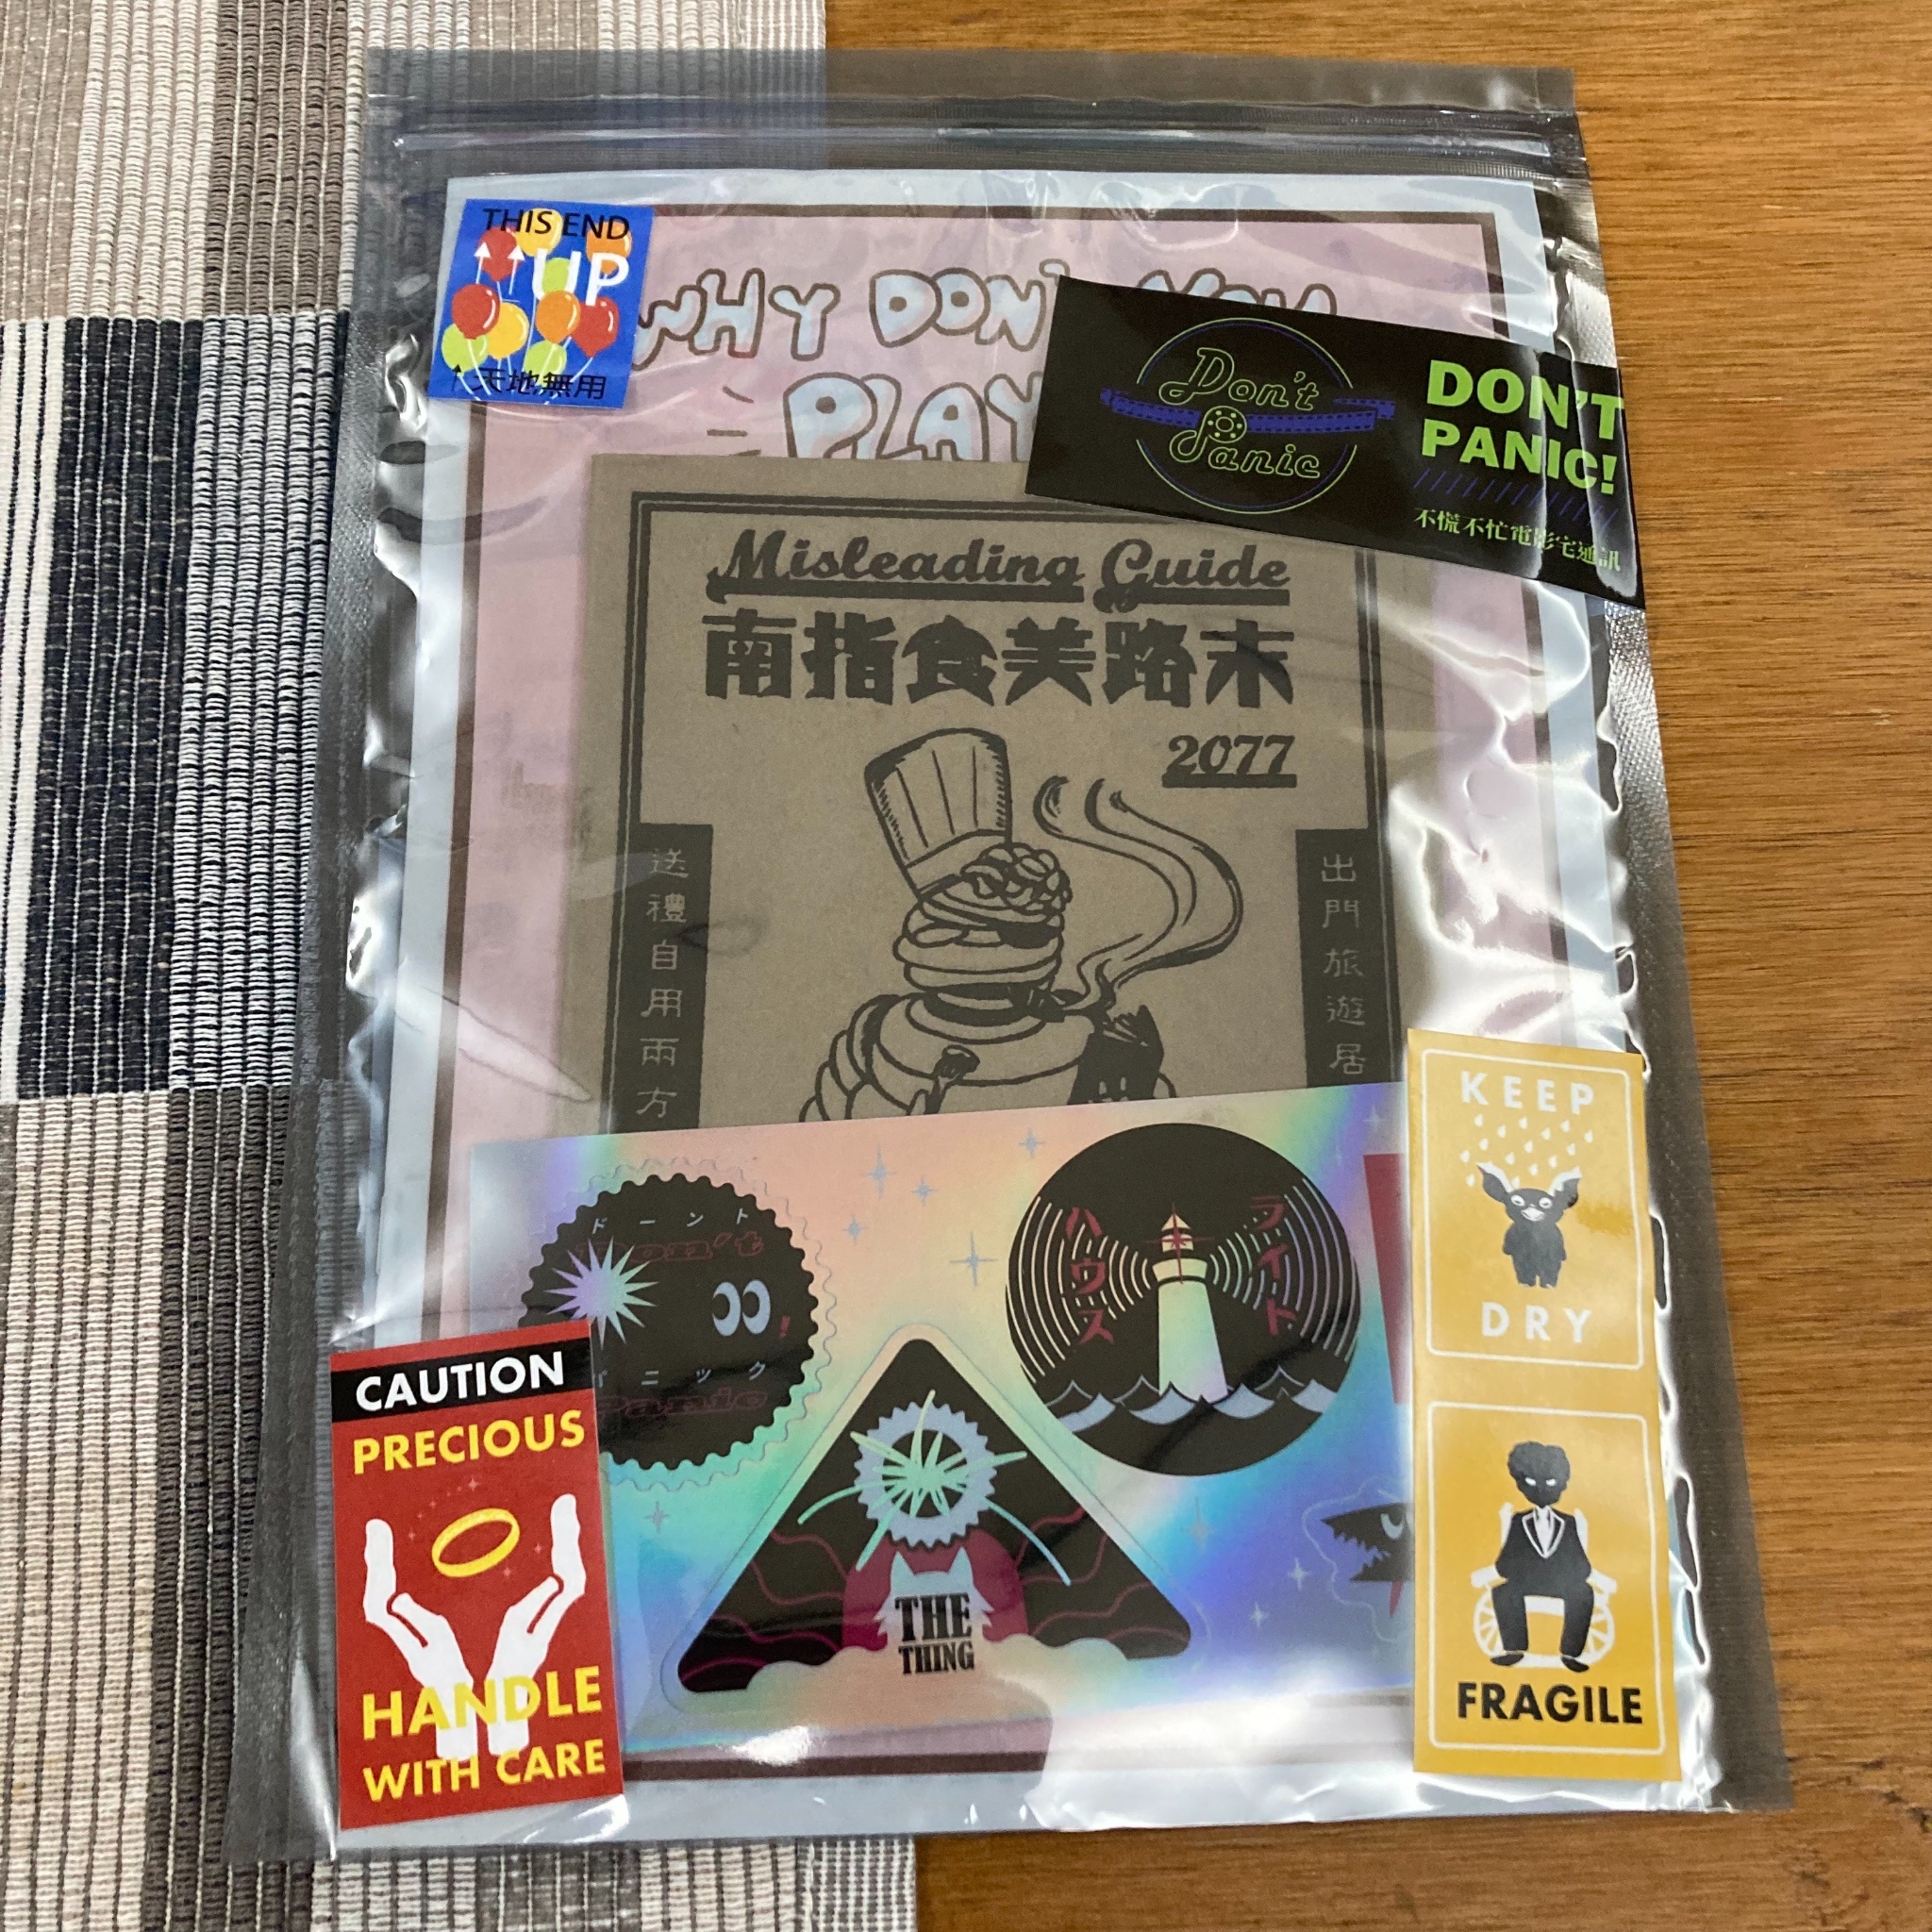 THIS END
UP
↑天地無用
WHY DON'T YOU
PLAY
Don't
Panic
DON'T
PANIC!
不慌不忙電影宅通訊
Misleading Guide
南指食美路末
2077
送禮自用兩方
出門旅遊居
ドーント
Don't
パニック
Panic
ライト
ハウス
THE
THING
KEEP
DRY
FRAGILE
CAUTION
PRECIOUS
HANDLE
WITH CARE